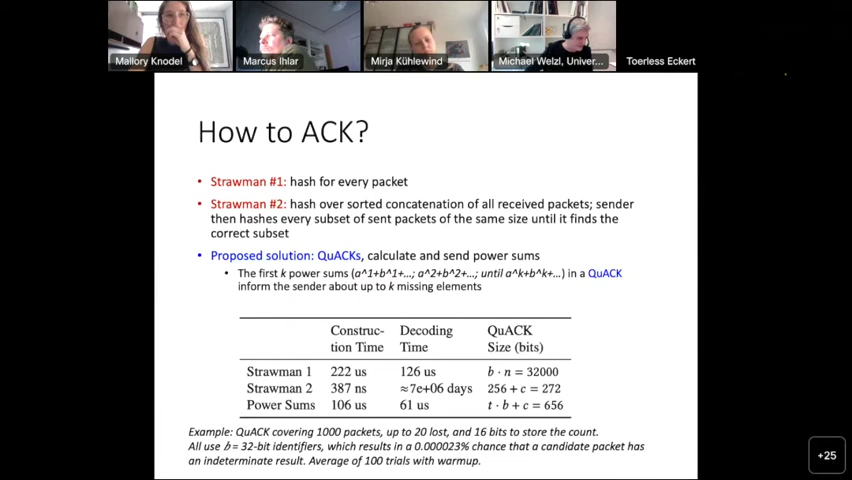 Mallory Knodel
Marcus Ihlar
Mirja Kühlewind
Michael Welzl, Univer...
Toerless Eckert
How to ACK?
• Strawman #1: hash for every packet
• Strawman #2: hash over sorted concatenation of all received packets; sender
then hashes every subset of sent packets of the same size until it finds the
correct subset
• Proposed solution: QuACKs, calculate and send power sums
• The first k power sums (a^1+b^1+...; a^2+b^2+...; until a^k+b^k+...) in a QuACK
inform the sender about up to k missing elements
Construc- Decoding QuACK
tion Time Time Size (bits)
Strawman 1 222 us 126 us b · n = 32000
Strawman 2 387 ns ≈7e+06 days 256 + c = 272
Power Sums 106 us 61 us t · b + c = 656
Example: QuACK covering 1000 packets, up to 20 lost, and 16 bits to store the count.
All use b = 32-bit identifiers, which results in a 0.000023% chance that a candidate packet has
an indeterminate result. Average of 100 trials with warmup.
+25